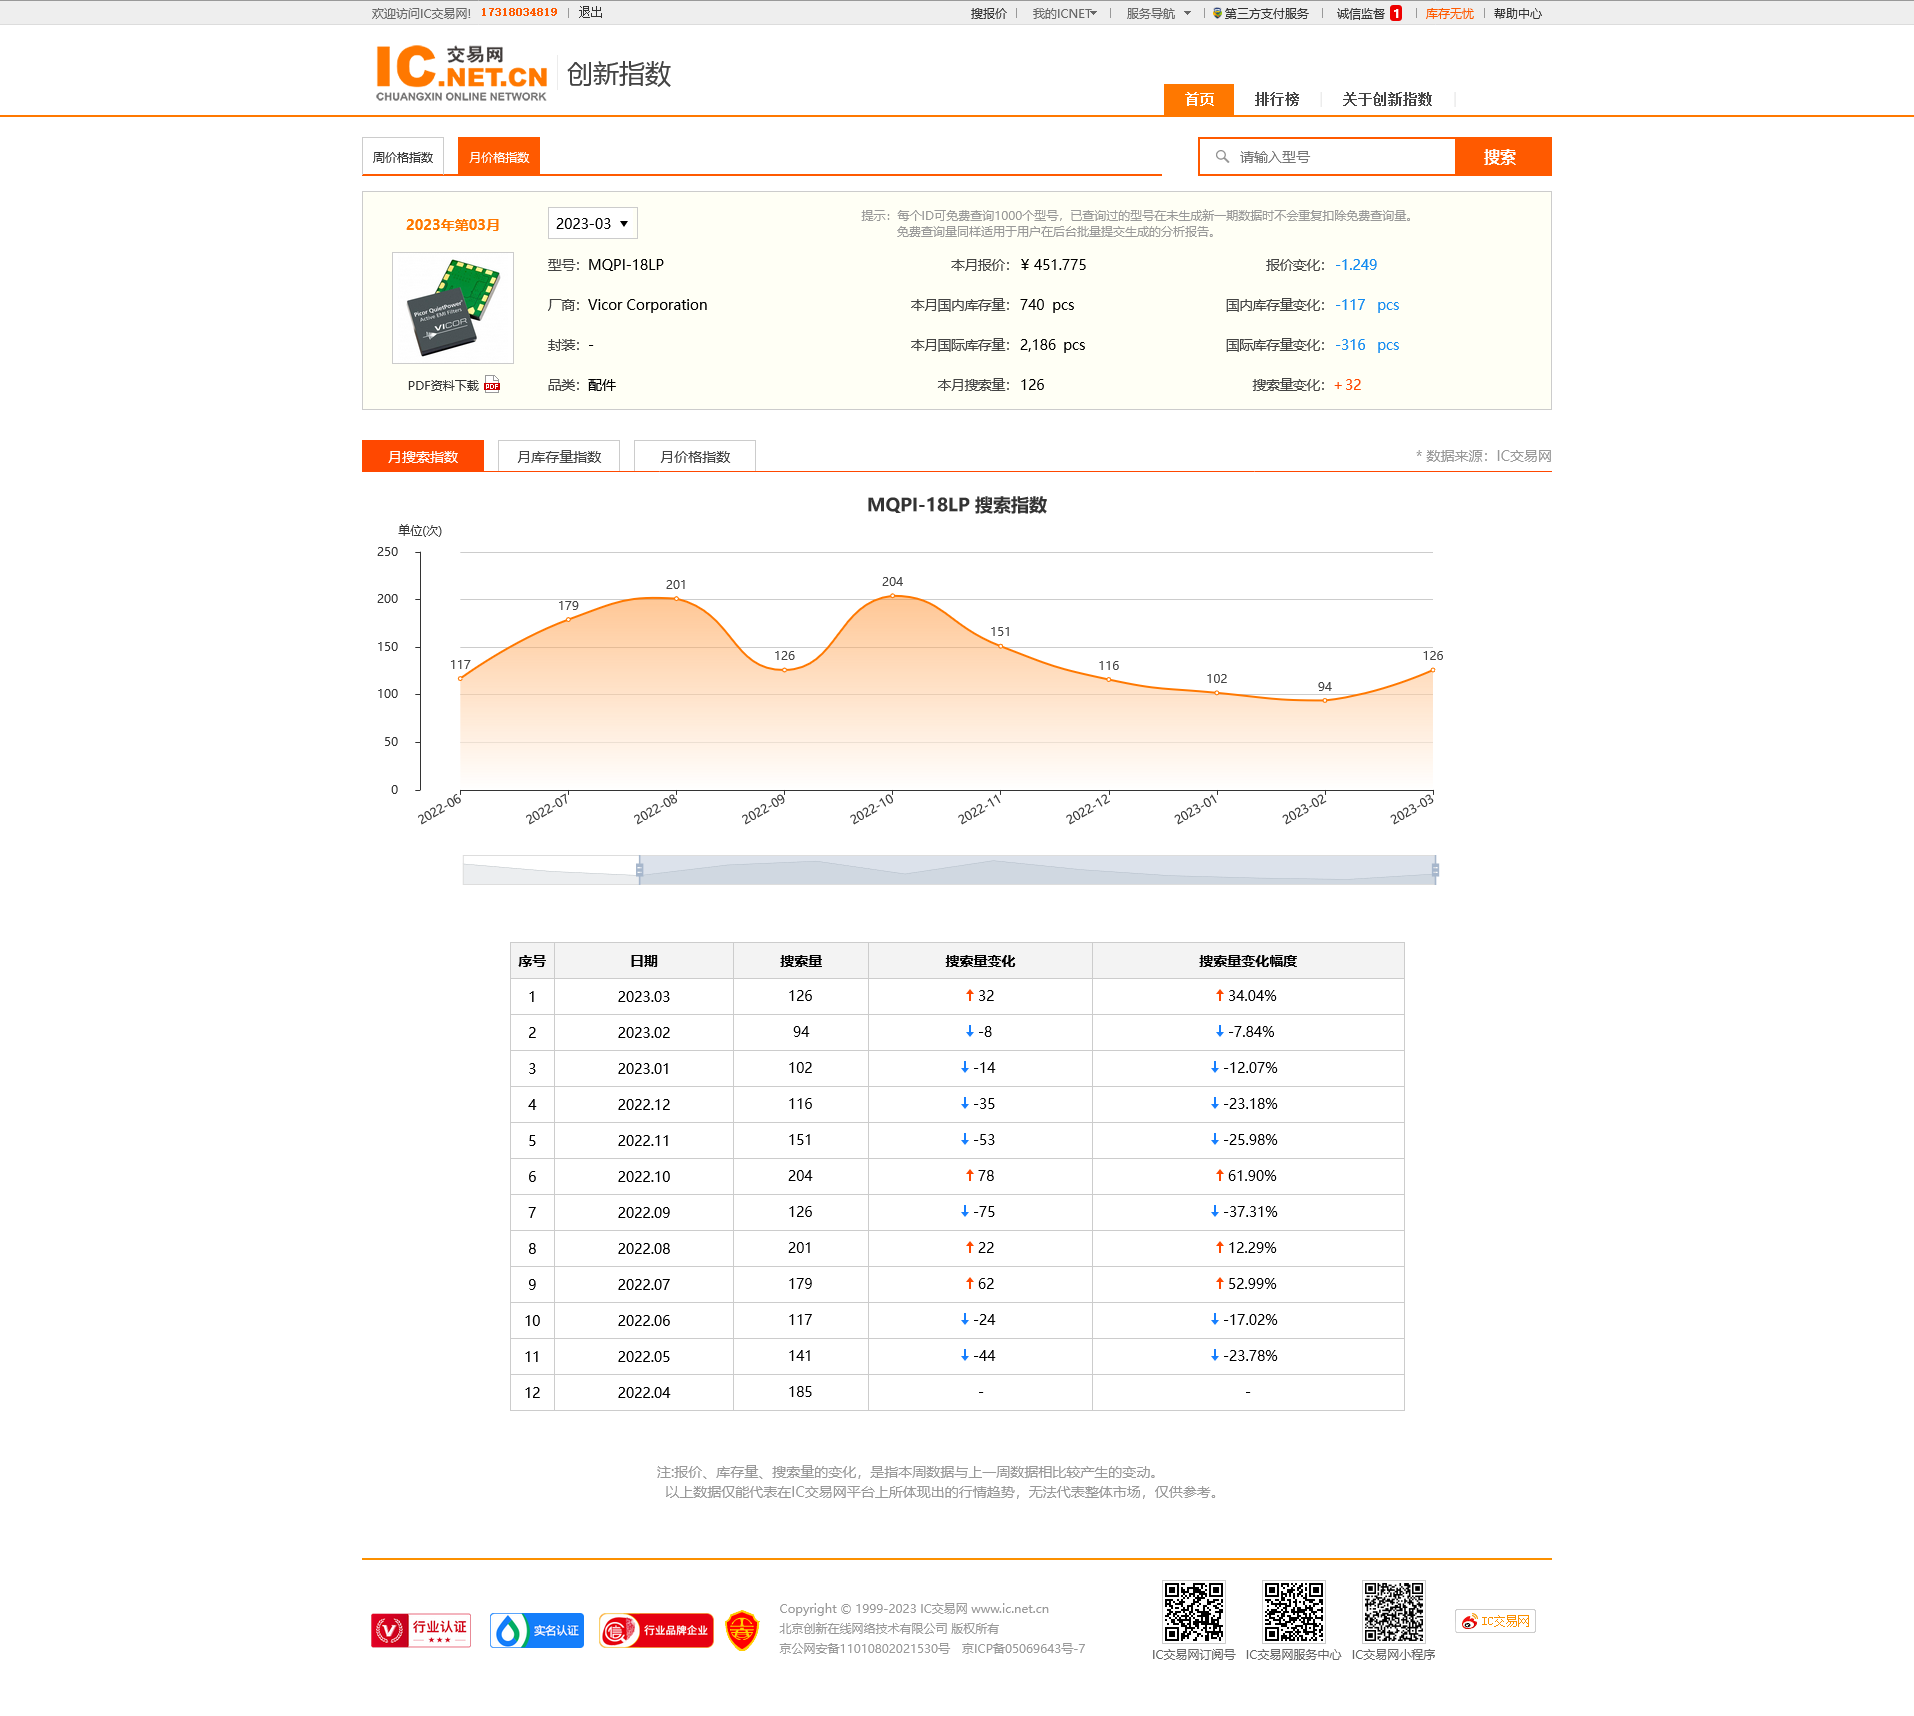 欢迎访问IC交易网! 17318034819 | 退出 搜报价 | 我的ICNET | 服务导航 | 第三方支付服务 | 诚信监督 1 | 库存无忧 | 帮助中心
IC.NET.CN 交易网 创新指数
CHUANGXIN ONLINE NETWORK
首页 排行榜 | 关于创新指数 |
周价格指数 月价格指数 请输入型号 搜索
2023年第03月 2023-03
提示：每个ID可免费查询1000个型号，已查询过的型号在未生成新一期数据时不会重复扣除免费查询量。
免费查询量同样适用于用户在后台批量提交生成的分析报告。
型号：MQPI-18LP 本月报价：¥ 451.775 报价变化：-1.249
Picor QuietPower
Active EMI Filters
VICOR
厂商：Vicor Corporation 本月国内库存量：740 pcs 国内库存量变化：-117 pcs
封装：- 本月国际库存量：2,186 pcs 国际库存量变化：-316 pcs
PDF资料下载 PDF 品类：配件 本月搜索量：126 搜索量变化：+32
月搜索指数 月库存量指数 月价格指数 * 数据来源：IC交易网
MQPI-18LP 搜索指数
单位(次)
250
200
150
100
50
0
117 179 201 126 204 151 116 102 94 126
2022-06 2022-07 2022-08 2022-09 2022-10 2022-11 2022-12 2023-01 2023-02 2023-03
序号 日期 搜索量 搜索量变化 搜索量变化幅度
1 2023.03 126 ↑ 32 ↑ 34.04%
2 2023.02 94 ↓ -8 ↓ -7.84%
3 2023.01 102 ↓ -14 ↓ -12.07%
4 2022.12 116 ↓ -35 ↓ -23.18%
5 2022.11 151 ↓ -53 ↓ -25.98%
6 2022.10 204 ↑ 78 ↑ 61.90%
7 2022.09 126 ↓ -75 ↓ -37.31%
8 2022.08 201 ↑ 22 ↑ 12.29%
9 2022.07 179 ↑ 62 ↑ 52.99%
10 2022.06 117 ↓ -24 ↓ -17.02%
11 2022.05 141 ↓ -44 ↓ -23.78%
12 2022.04 185 - -
注:报价、库存量、搜索量的变化，是指本周数据与上一周数据相比较产生的变动。
以上数据仅能代表在IC交易网平台上所体现出的行情趋势，无法代表整体市场，仅供参考。
行业认证 实名认证 信 行业品牌企业
Copyright © 1999-2023 IC交易网 www.ic.net.cn
北京创新在线网络技术有限公司 版权所有
京公网安备11010802021530号 京ICP备05069643号-7
IC交易网订阅号 IC交易网服务中心 IC交易网小程序 IC交易网